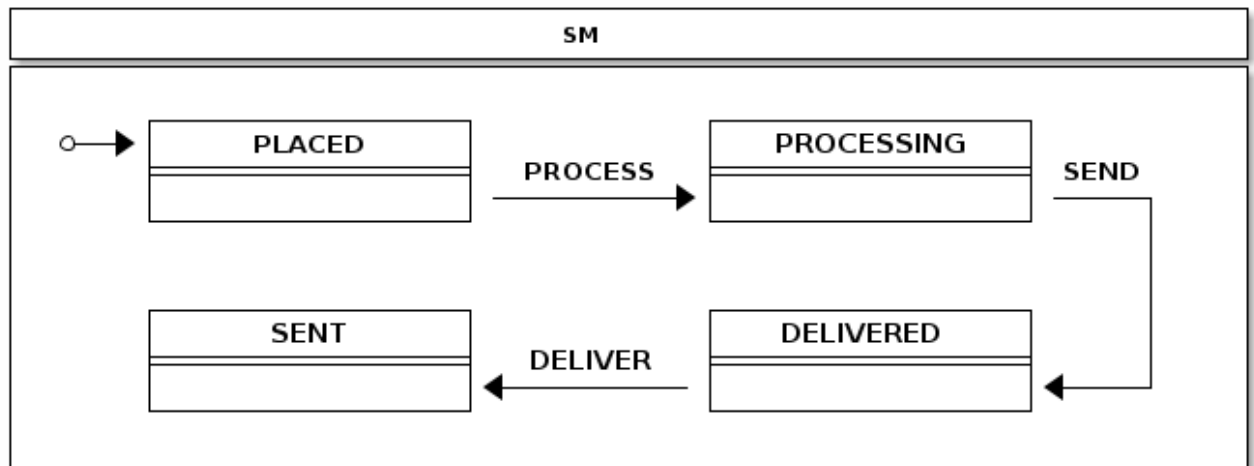 SM
PLACED
PROCESS
PROCESSING
SEND
SENT
DELIVER
DELIVERED